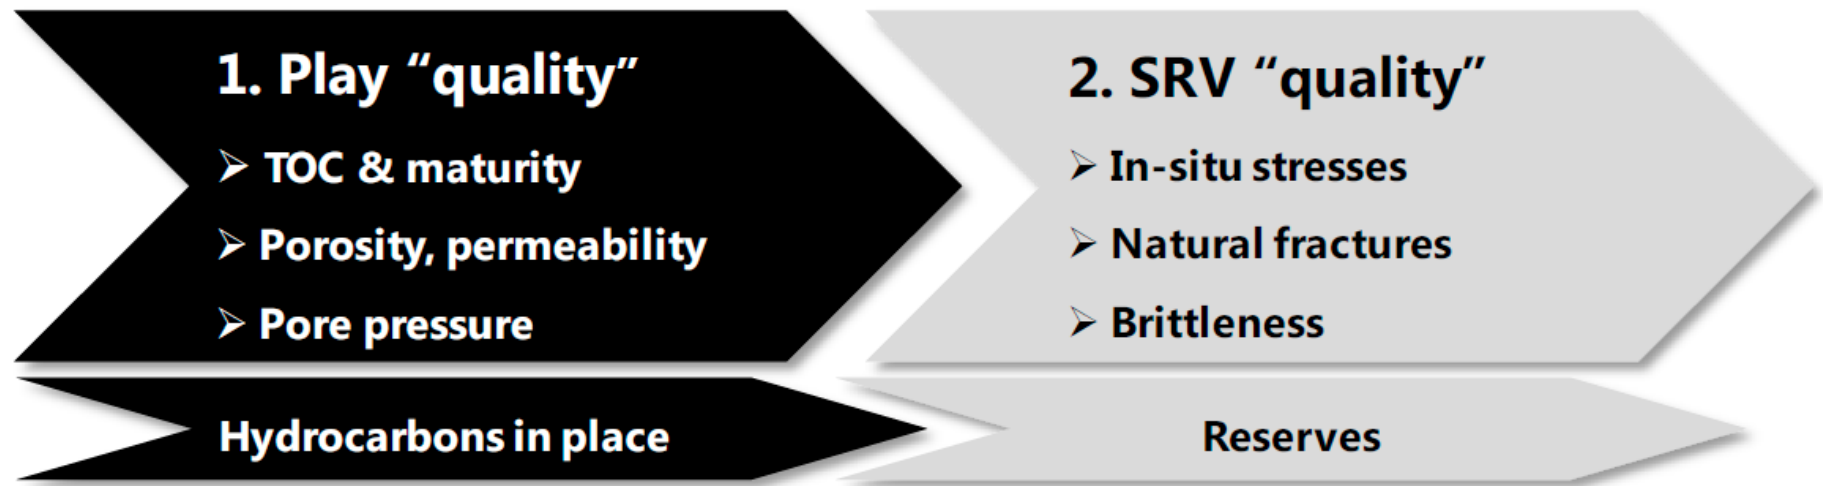 1. Play “quality”
➢ TOC & maturity
➢ Porosity, permeability
➢ Pore pressure
Hydrocarbons in place
2. SRV “quality”
➢ In-situ stresses
➢ Natural fractures
➢ Brittleness
Reserves